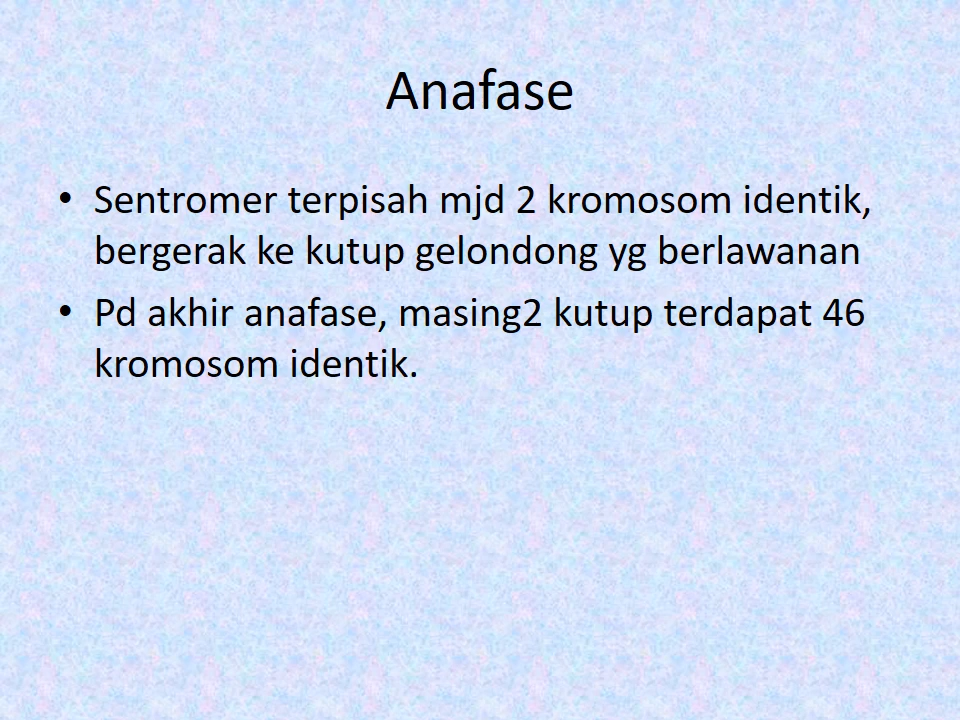 Anafase
• Sentromer terpisah mjd 2 kromosom identik,
bergerak ke kutup gelondong yg berlawanan
• Pd akhir anafase, masing2 kutup terdapat 46
kromosom identik.